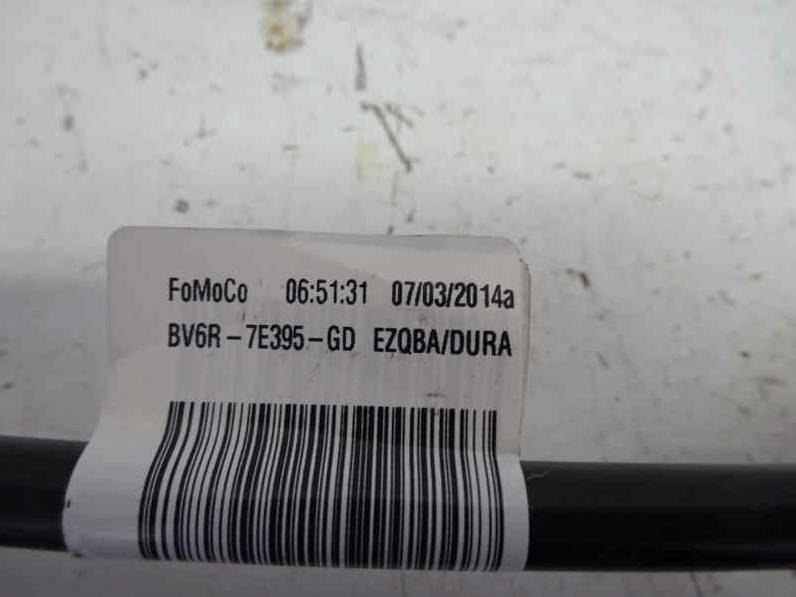 FoMoCo 06:51:31 07/03/2014a
BV6R-7E395-GD EZQBA/DURA